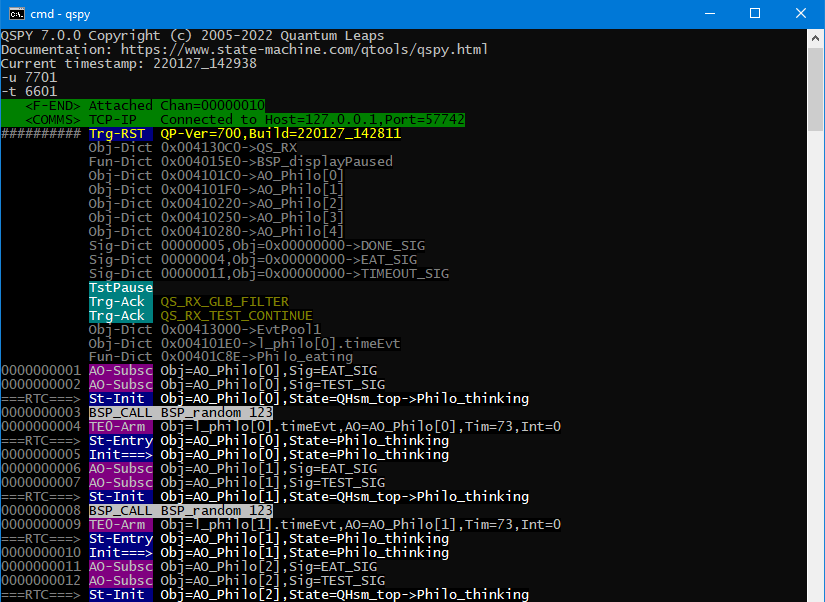 cmd - qspy
QSPY 7.0.0 Copyright (c) 2005-2022 Quantum Leaps
Documentation: https://www.state-machine.com/qtools/qspy.html
Current timestamp: 220127_142938
-u 7701
-t 6601
<F-END> Attached Chan=00000010
<COMMS> TCP-IP Connected to Host=127.0.0.1,Port=57742
########## Trg-RST QP-Ver=700,Build=220127_142811
Obj-Dict 0x004130C0->QS_RX
Fun-Dict 0x004015E0->BSP_displayPaused
Obj-Dict 0x004101C0->AO_Philo[0]
Obj-Dict 0x004101F0->AO_Philo[1]
Obj-Dict 0x00410220->AO_Philo[2]
Obj-Dict 0x00410250->AO_Philo[3]
Obj-Dict 0x00410280->AO_Philo[4]
Sig-Dict 00000005,Obj=0x00000000->DONE_SIG
Sig-Dict 00000004,Obj=0x00000000->EAT_SIG
Sig-Dict 00000011,Obj=0x00000000->TIMEOUT_SIG
TstPause
Trg-Ack QS_RX_GLB_FILTER
Trg-Ack QS_RX_TEST_CONTINUE
Obj-Dict 0x00413000->EvtPool1
Obj-Dict 0x004101E0->l_philo[0].timeEvt
Fun-Dict 0x00401C8E->Philo_eating
0000000001 AO-Subsc Obj=AO_Philo[0],Sig=EAT_SIG
0000000002 AO-Subsc Obj=AO_Philo[0],Sig=TEST_SIG
===RTC===> St-Init Obj=AO_Philo[0],State=QHsm_top->Philo_thinking
0000000003 BSP_CALL BSP_random 123
0000000004 TE0-Arm Obj=l_philo[0].timeEvt,AO=AO_Philo[0],Tim=73,Int=0
===RTC===> St-Entry Obj=AO_Philo[0],State=Philo_thinking
0000000005 Init===> Obj=AO_Philo[0],State=Philo_thinking
0000000006 AO-Subsc Obj=AO_Philo[1],Sig=EAT_SIG
0000000007 AO-Subsc Obj=AO_Philo[1],Sig=TEST_SIG
===RTC===> St-Init Obj=AO_Philo[1],State=QHsm_top->Philo_thinking
0000000008 BSP_CALL BSP_random 123
0000000009 TE0-Arm Obj=l_philo[1].timeEvt,AO=AO_Philo[1],Tim=73,Int=0
===RTC===> St-Entry Obj=AO_Philo[1],State=Philo_thinking
0000000010 Init===> Obj=AO_Philo[1],State=Philo_thinking
0000000011 AO-Subsc Obj=AO_Philo[2],Sig=EAT_SIG
0000000012 AO-Subsc Obj=AO_Philo[2],Sig=TEST_SIG
===RTC===> St-Init Obj=AO_Philo[2],State=QHsm_top->Philo_thinking